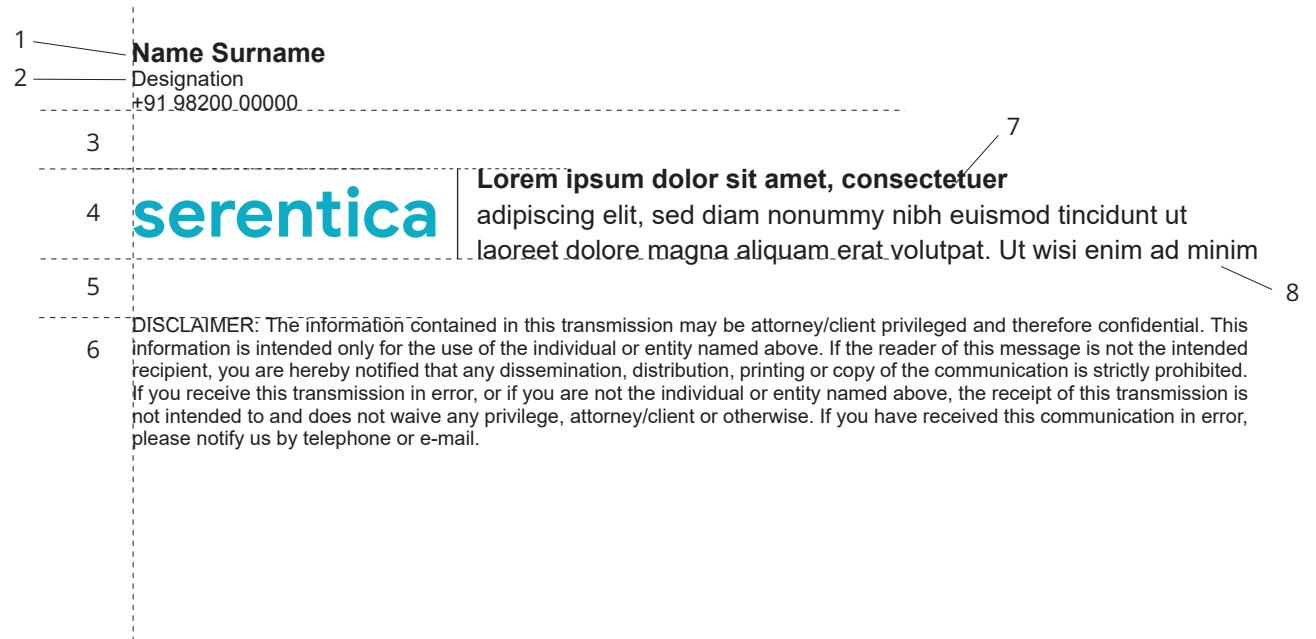 1
Name Surname
2
Designation
+91 98200 00000
3
7
4
serentica
Lorem ipsum dolor sit amet, consectetuer
adipiscing elit, sed diam nonummy nibh euismod tincidunt ut
laoreet dolore magna aliquam erat volutpat. Ut wisi enim ad minim
5
8
6
DISCLAIMER: The information contained in this transmission may be attorney/client privileged and therefore confidential. This
information is intended only for the use of the individual or entity named above. If the reader of this message is not the intended
recipient, you are hereby notified that any dissemination, distribution, printing or copy of the communication is strictly prohibited.
If you receive this transmission in error, or if you are not the individual or entity named above, the receipt of this transmission is
not intended to and does not waive any privilege, attorney/client or otherwise. If you have received this communication in error,
please notify us by telephone or e-mail.